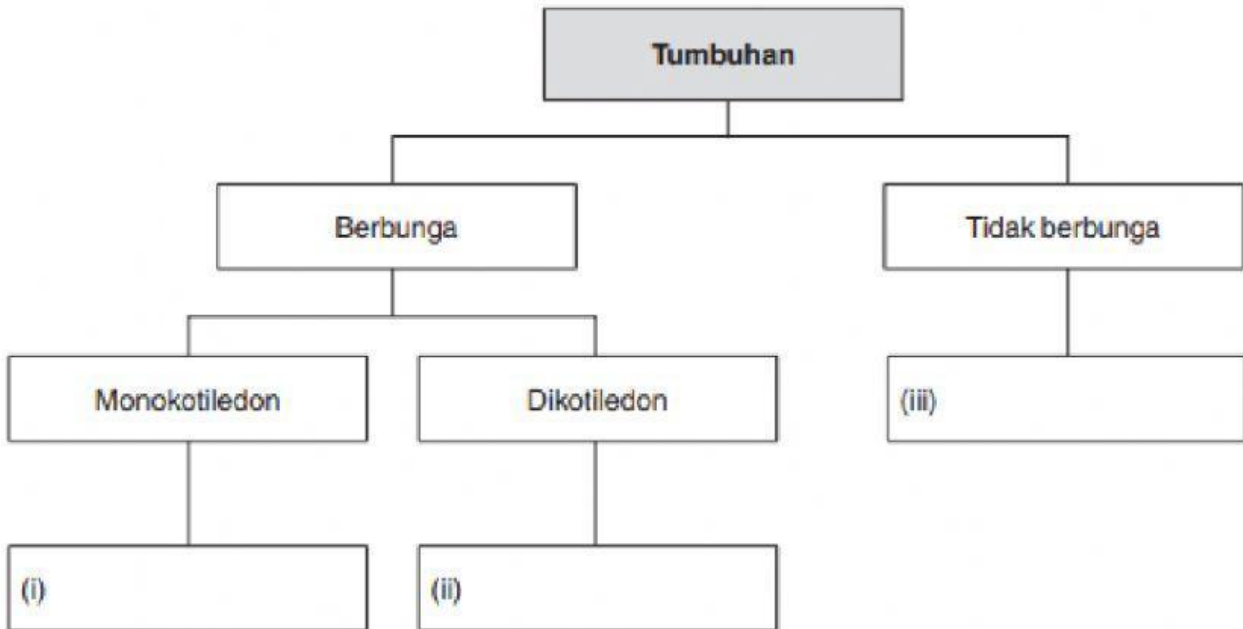 Tumbuhan
Berbunga
Tidak berbunga
Monokotiledon
Dikotiledon
(iii)
(i)
(ii)